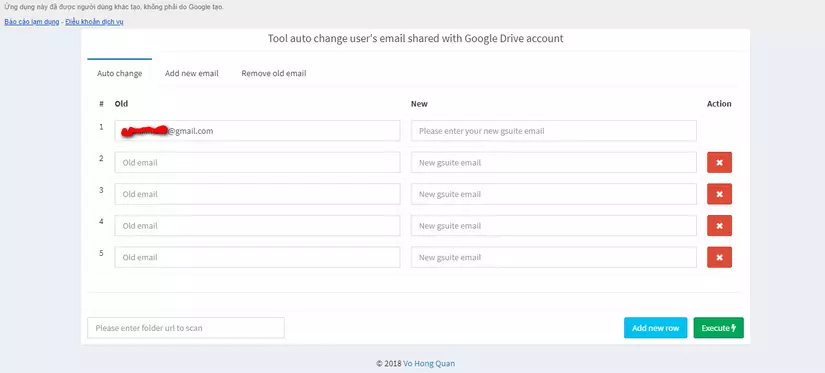 Ứng dụng này đã được người dùng khác tạo, không phải do Google tạo.
Báo cáo lạm dụng - Điều khoản dịch vụ
Tool auto change user's email shared with Google Drive account
Auto change Add new email Remove old email
# Old New Action
1 @gmail.com Please enter your new gsuite email
2 Old email New gsuite email
3 Old email New gsuite email
4 Old email New gsuite email
5 Old email New gsuite email
Please enter folder url to scan Add new row Execute
© 2018 Vo Hong Quan